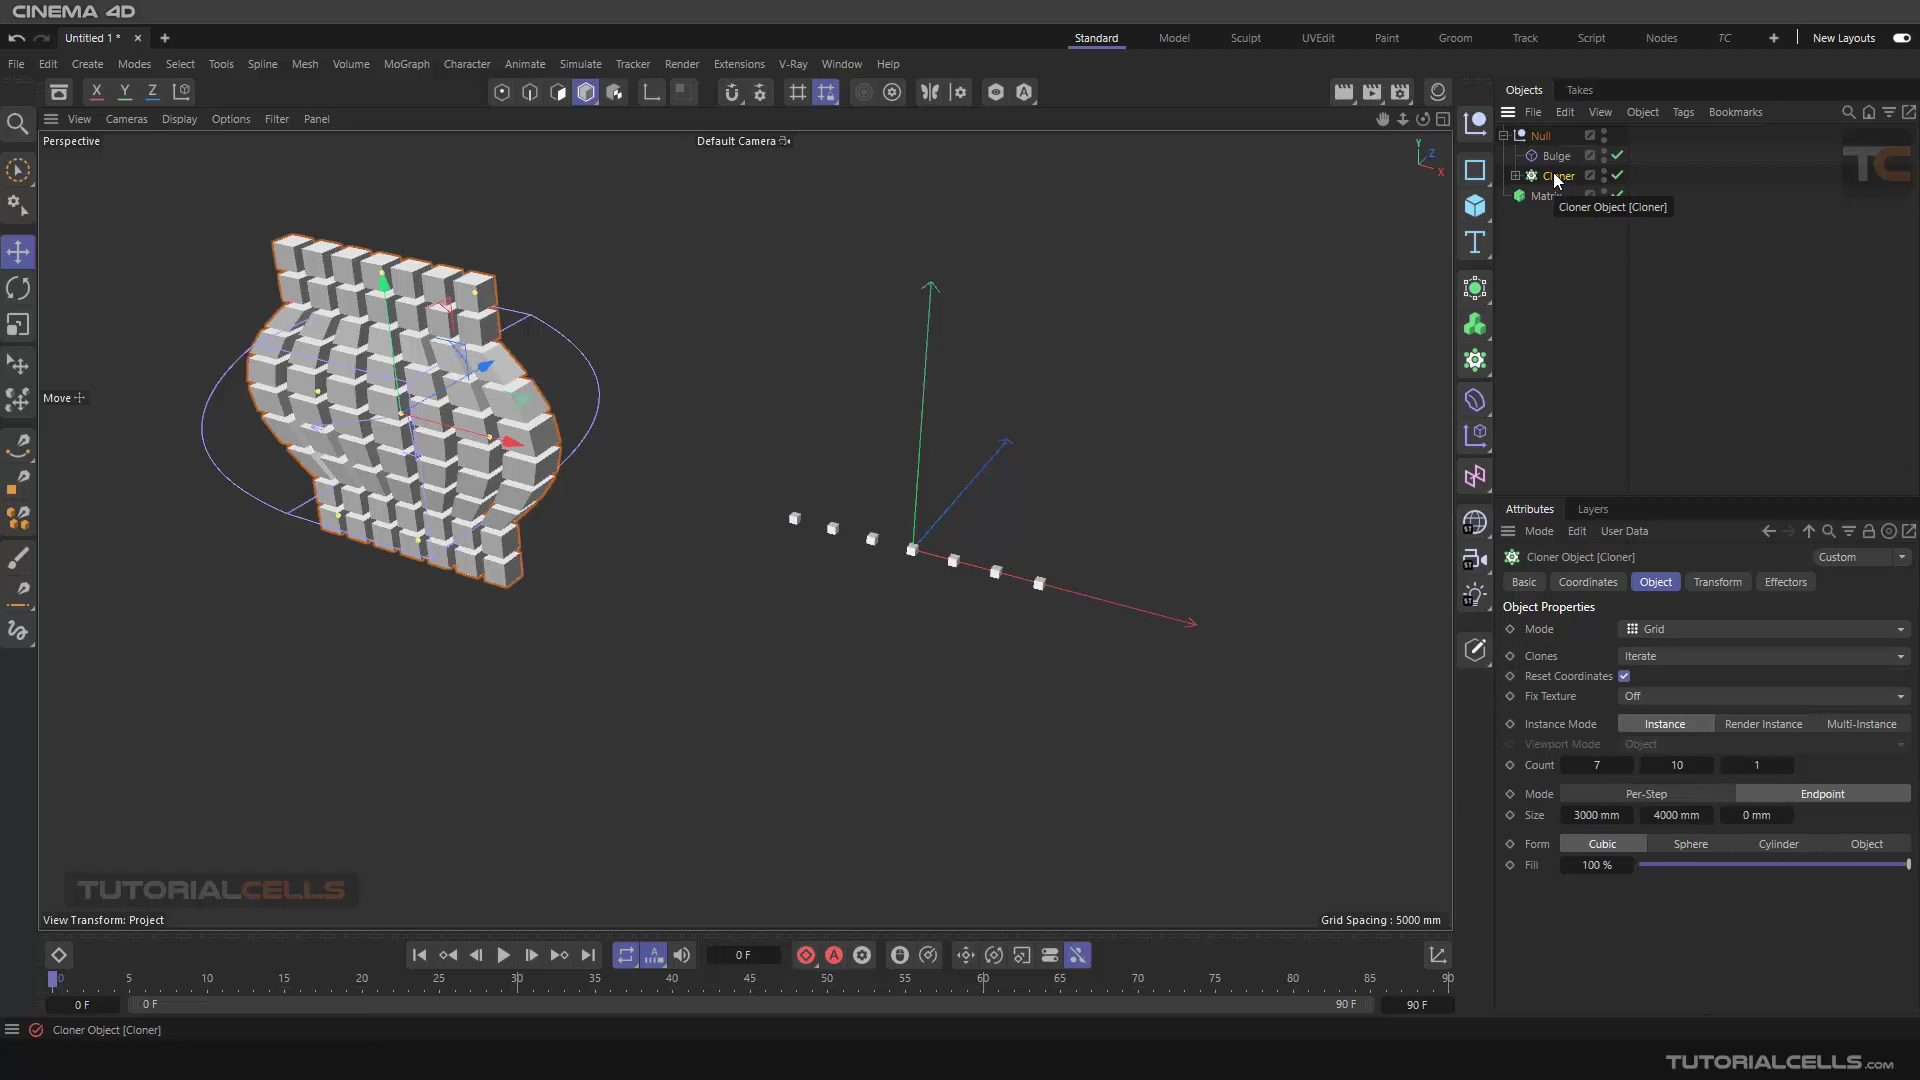 CINEMA 4D
Untitled 1 *
Standard
Model
Sculpt
UVEdit
Paint
Groom
Track
Script
Nodes
TC
New Layouts
File Edit Create Modes Select Tools Spline Mesh Volume MoGraph Character Animate Simulate Tracker Render Extensions V-Ray Window Help
X Y Z
Objects Takes
View Cameras Display Options Filter Panel
File Edit View Object Tags Bookmarks
Perspective
Default Camera
Y
Z
X
Null
Bulge
Cloner
Cloner Object [Cloner]
TC
Move
Attributes Layers
Mode Edit User Data
Cloner Object [Cloner]
Custom
Basic Coordinates Object Transform Effectors
Object Properties
Mode Grid
Clones Iterate
Reset Coordinates
Fix Texture Off
Instance Mode Instance Render Instance Multi-Instance
Viewport Mode Object
Count 7 10 1
Mode Per-Step Endpoint
Size 3000 mm 4000 mm 0 mm
Form Cubic Sphere Cylinder Object
Fill 100 %
TUTORIALCELLS
View Transform: Project
Grid Spacing : 5000 mm
0 F
0 5 10 15 20 25 30 35 40 45 50 55 60 65 70 75 80 85 90
0 F 0 F 90 F 90 F
Cloner Object [Cloner]
TUTORIALCELLS.com